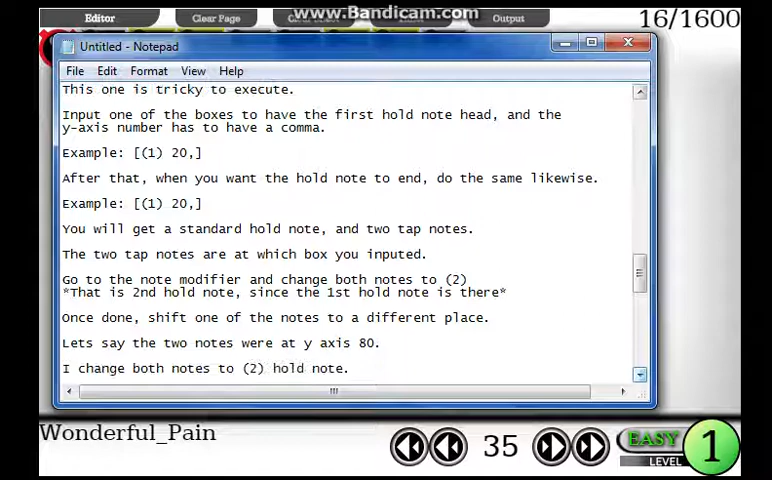 www.Bandicam.com
Editor
Clear Page
Output
16/1600
Untitled - Notepad
File Edit Format View Help
This one is tricky to execute.
Input one of the boxes to have the first hold note head, and the
y-axis number has to have a comma.
Example: [(1) 20,]
After that, when you want the hold note to end, do the same likewise.
Example: [(1) 20,]
You will get a standard hold note, and two tap notes.
The two tap notes are at which box you inputed.
Go to the note modifier and change both notes to (2)
*That is 2nd hold note, since the 1st hold note is there*
Once done, shift one of the notes to a different place.
Lets say the two notes were at y axis 80.
I change both notes to (2) hold note.
Wonderful_Pain
35
EASY
LEVEL
1